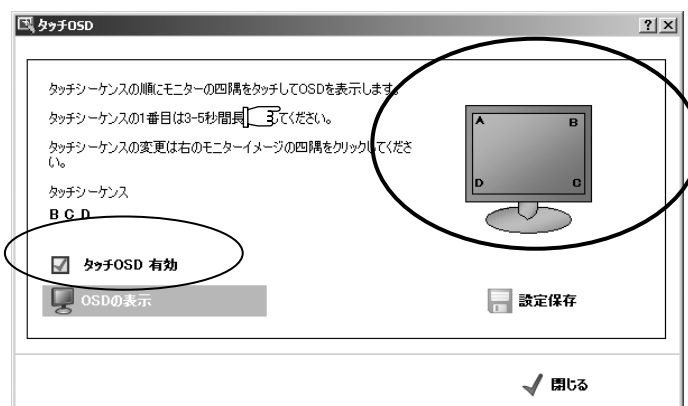 タッチOSD
タッチシーケンスの順にモニターの四隅をタッチしてOSDを表示します。
タッチシーケンスの1番目は3-5秒間長してください。
タッチシーケンスの変更は右のモニターイメージの四隅をクリックしてくださ
い。
タッチシーケンス
B C D
タッチOSD 有効
OSDの表示
A
B
D
C
設定保存
閉じる